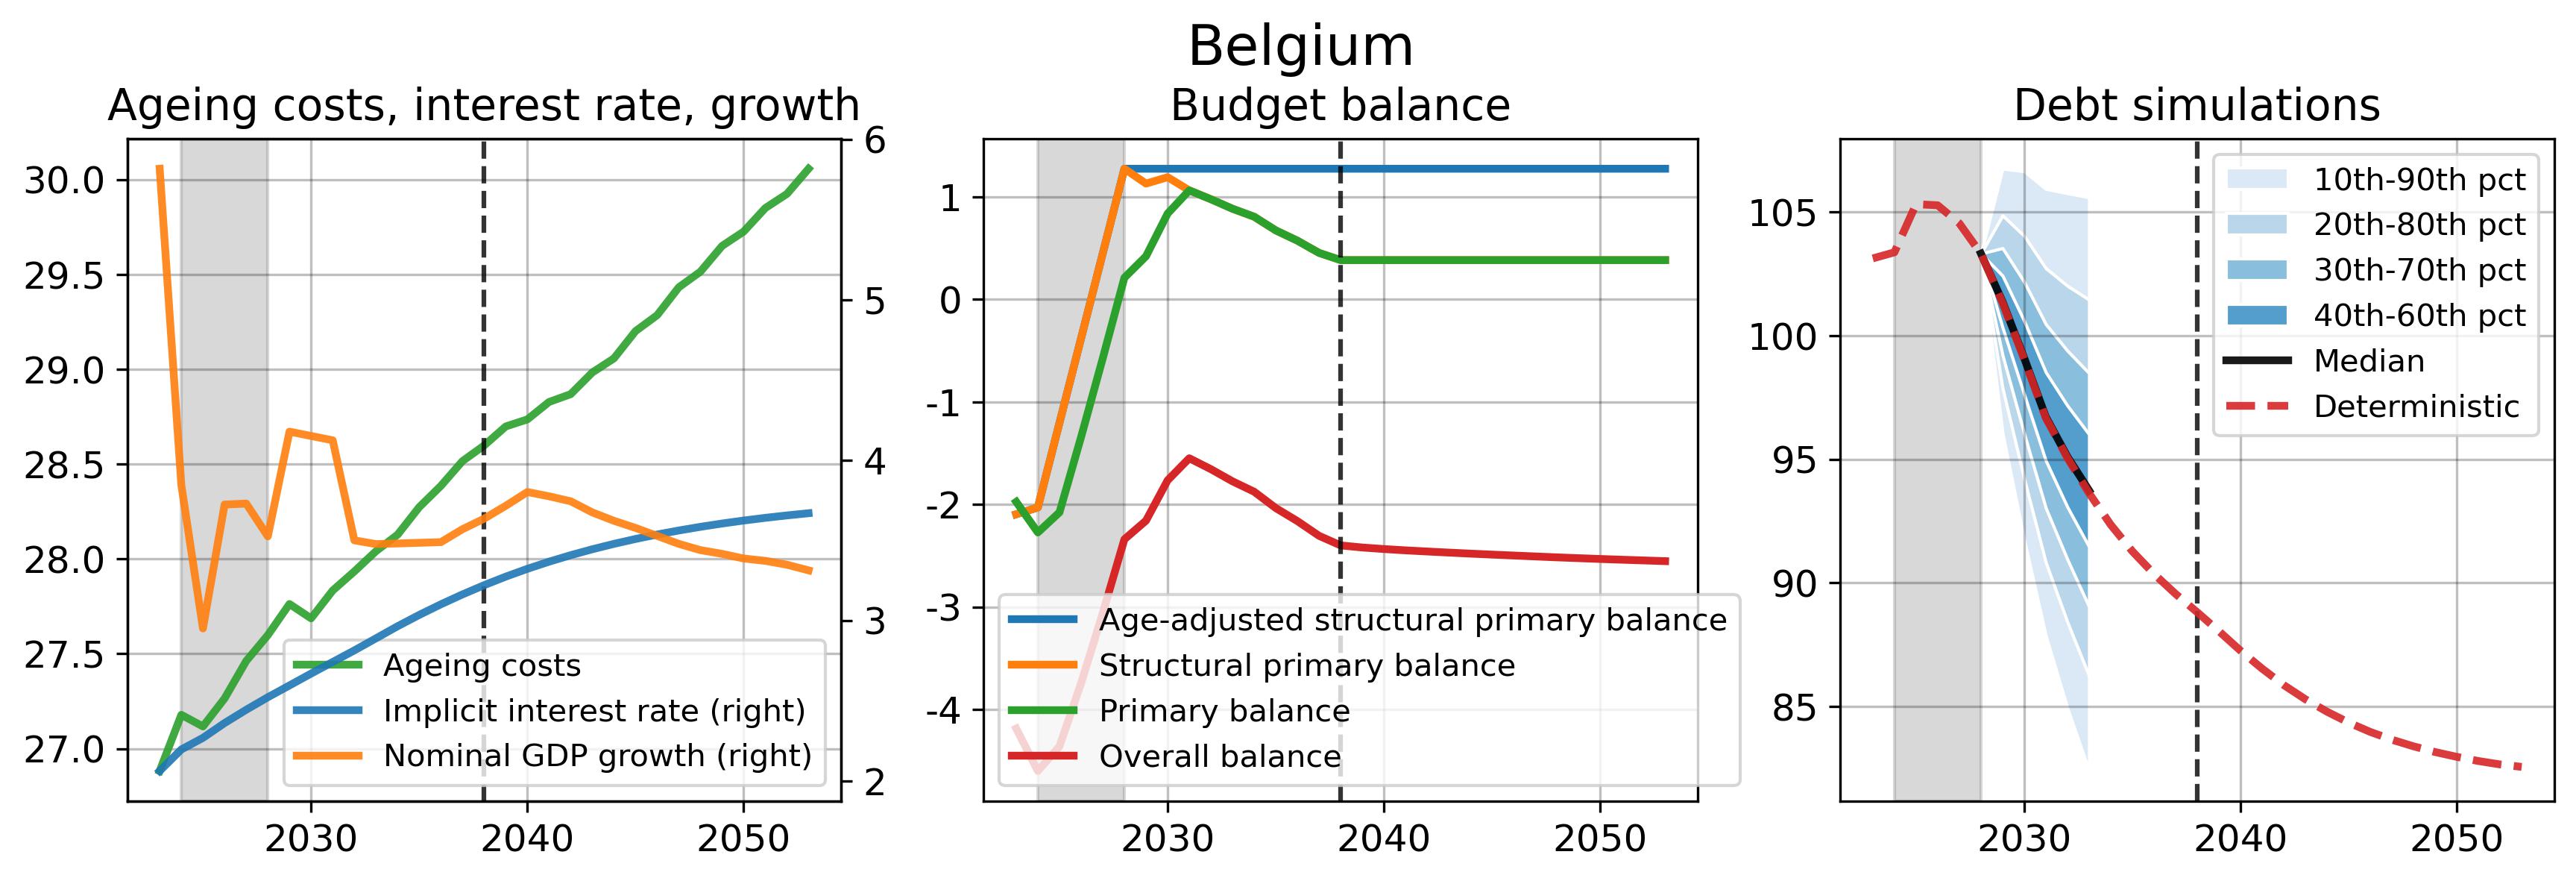 Belgium
Ageing costs, interest rate, growth
30.0
29.5
29.0
28.5
28.0
27.5
27.0
6
5
4
3
2
Ageing costs
Implicit interest rate (right)
Nominal GDP growth (right)
2030
2040
2050
Budget balance
1
0
-1
-2
-3
-4
Age-adjusted structural primary balance
Structural primary balance
Primary balance
Overall balance
2030
2040
2050
Debt simulations
105
100
95
90
85
10th-90th pct
20th-80th pct
30th-70th pct
40th-60th pct
Median
Deterministic
2030
2040
2050